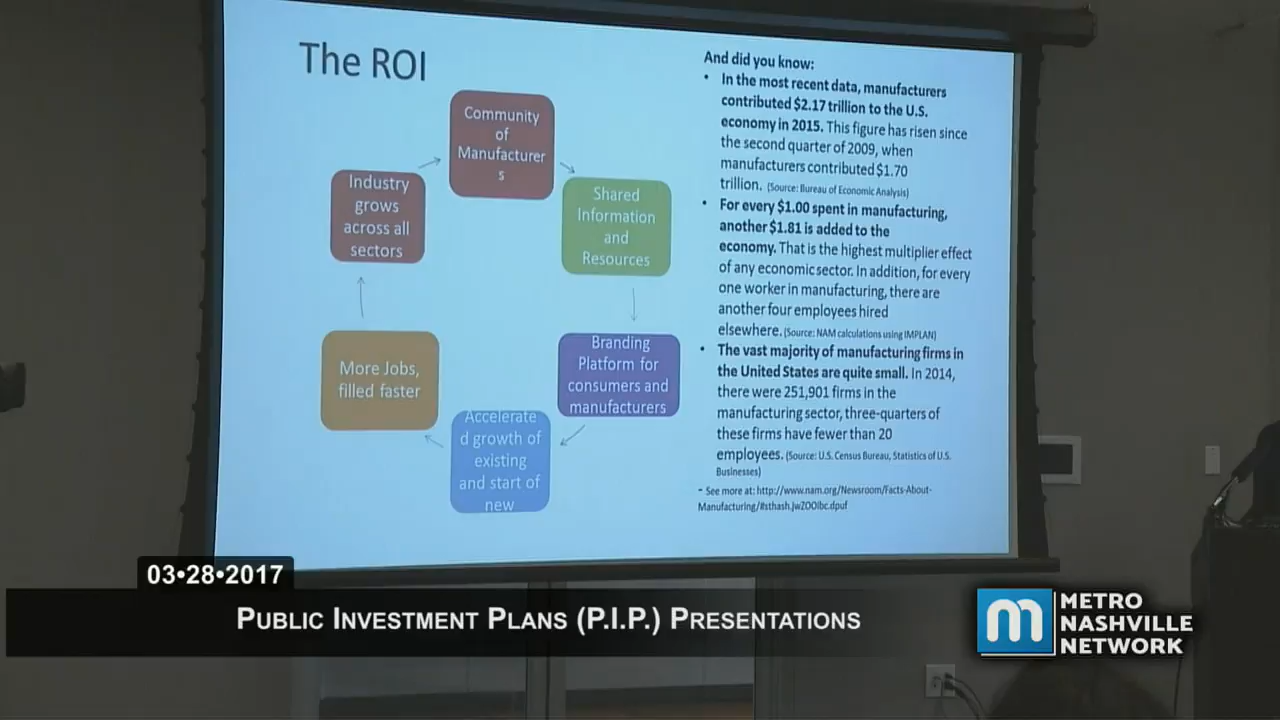 The ROI
Community
of
Manufacturer
s
Shared
Information
and
Resources
Branding
Platform for
consumers and
manufacturers
Accelerate
d growth of
existing
and start of
new
More Jobs,
filled faster
Industry
grows
across all
sectors
And did you know:
• In the most recent data, manufacturers
contributed $2.17 trillion to the U.S.
economy in 2015. This figure has risen since
the second quarter of 2009, when
manufacturers contributed $1.70
trillion. (Source: Bureau of Economic Analysis)
• For every $1.00 spent in manufacturing,
another $1.81 is added to the
economy. That is the highest multiplier effect
of any economic sector. In addition, for every
one worker in manufacturing, there are
another four employees hired
elsewhere. (Source: NAM calculations using IMPLAN)
• The vast majority of manufacturing firms in
the United States are quite small. In 2014,
there were 251,901 firms in the
manufacturing sector, three-quarters of
these firms have fewer than 20
employees. (Source: U.S. Census Bureau, Statistics of U.S.
Businesses)
- See more at: http://www.nam.org/Newsroom/Facts-About-
03•28•2017
PUBLIC INVESTMENT PLANS (P.I.P.) PRESENTATIONS
m
METRO
NASHVILLE
NETWORK